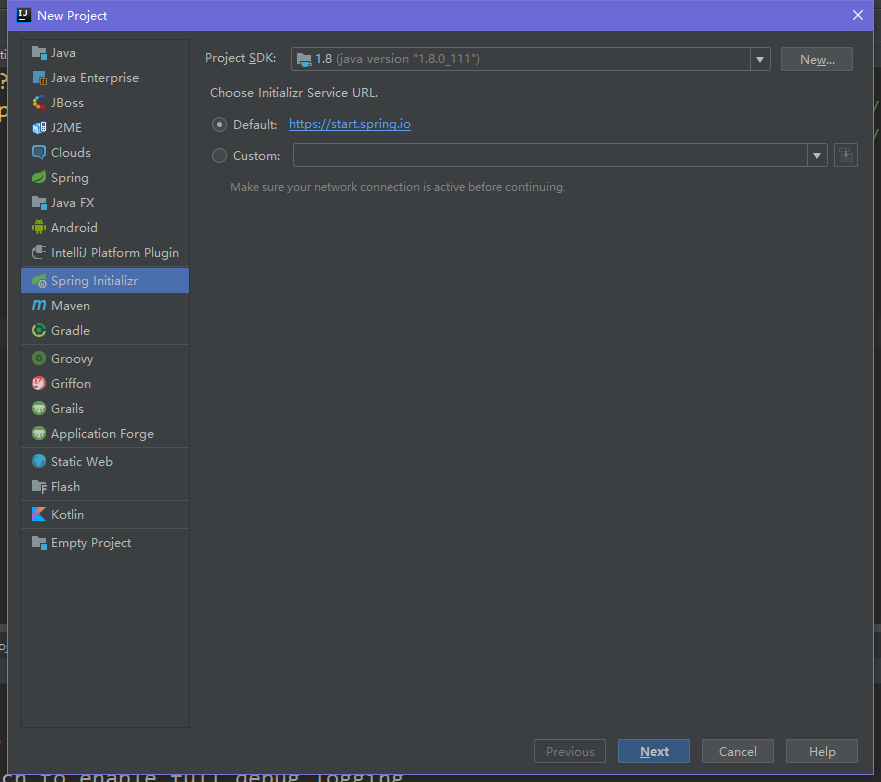 New Project
Java
Java Enterprise
JBoss
J2ME
Clouds
Spring
Java FX
Android
IntelliJ Platform Plugin
Spring Initializr
Maven
Gradle
Groovy
Griffon
Grails
Application Forge
Static Web
Flash
Kotlin
Empty Project
Project SDK: 1.8 (java version "1.8.0_111") New...
Choose Initializr Service URL.
Default: https://start.spring.io
Custom:
Make sure your network connection is active before continuing.
Previous Next Cancel Help
to enable full debug logging